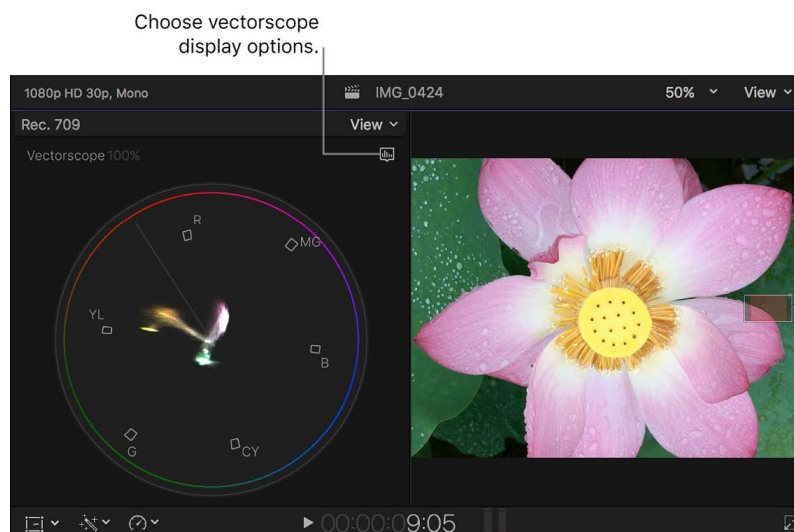 Choose vectorscope
display options.
1080p HD 30p, Mono
IMG_0424
50%
View
Rec. 709
View
Vectorscope 100%
R
MG
YL
B
G
CY
00:00:09:05